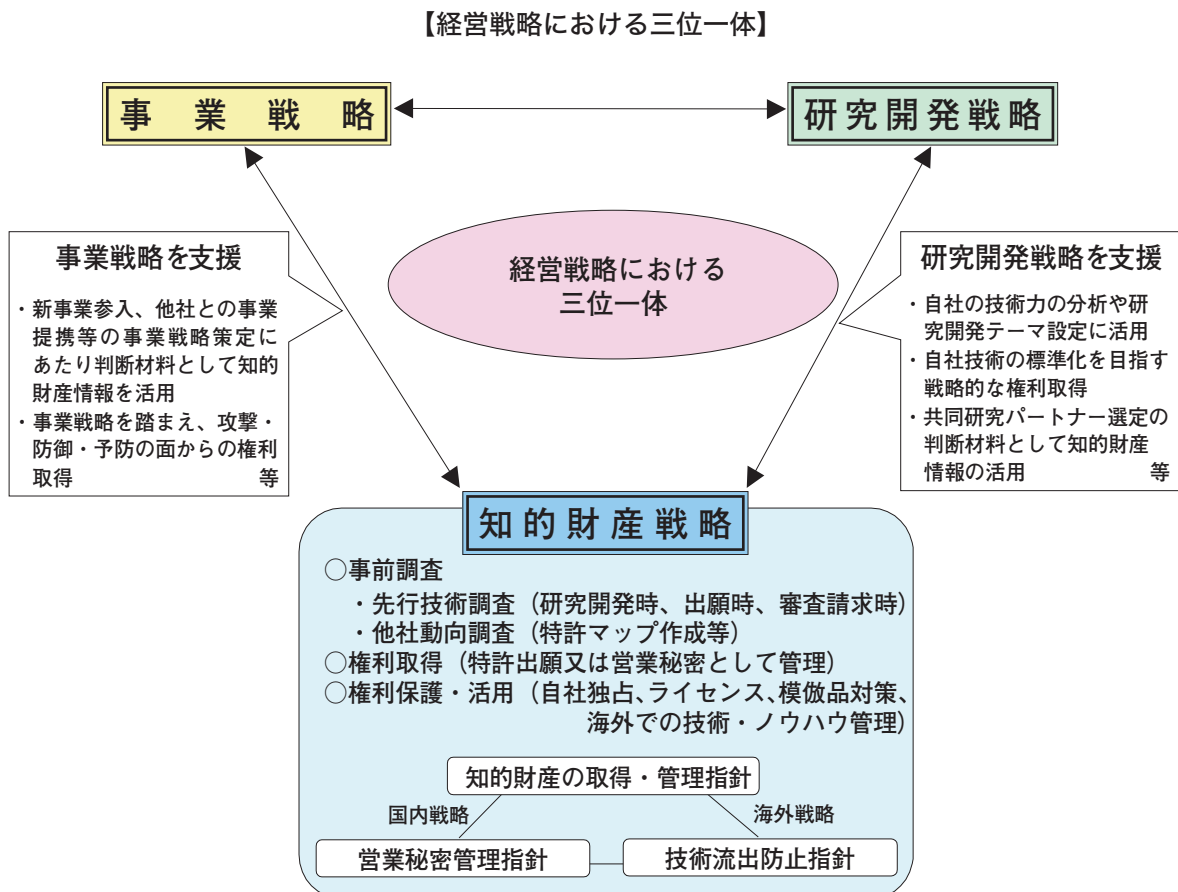 【経営戦略における三位一体】
事業戦略
研究開発戦略
経営戦略における
三位一体
事業戦略を支援
・新事業参入、他社との事業
提携等の事業戦略策定に
あたり判断材料として知的
財産情報を活用
・事業戦略を踏まえ、攻撃・
防御・予防の面からの権利
取得 等
研究開発戦略を支援
・自社の技術力の分析や研
究開発テーマ設定に活用
・自社技術の標準化を目指す
戦略的な権利取得
・共同研究パートナー選定の
判断材料として知的財産
情報の活用 等
知的財産戦略
○事前調査
・先行技術調査（研究開発時、出願時、審査請求時）
・他社動向調査（特許マップ作成等）
○権利取得（特許出願又は営業秘密として管理）
○権利保護・活用（自社独占、ライセンス、模倣品対策、
海外での技術・ノウハウ管理）
知的財産の取得・管理指針
国内戦略
海外戦略
営業秘密管理指針
技術流出防止指針